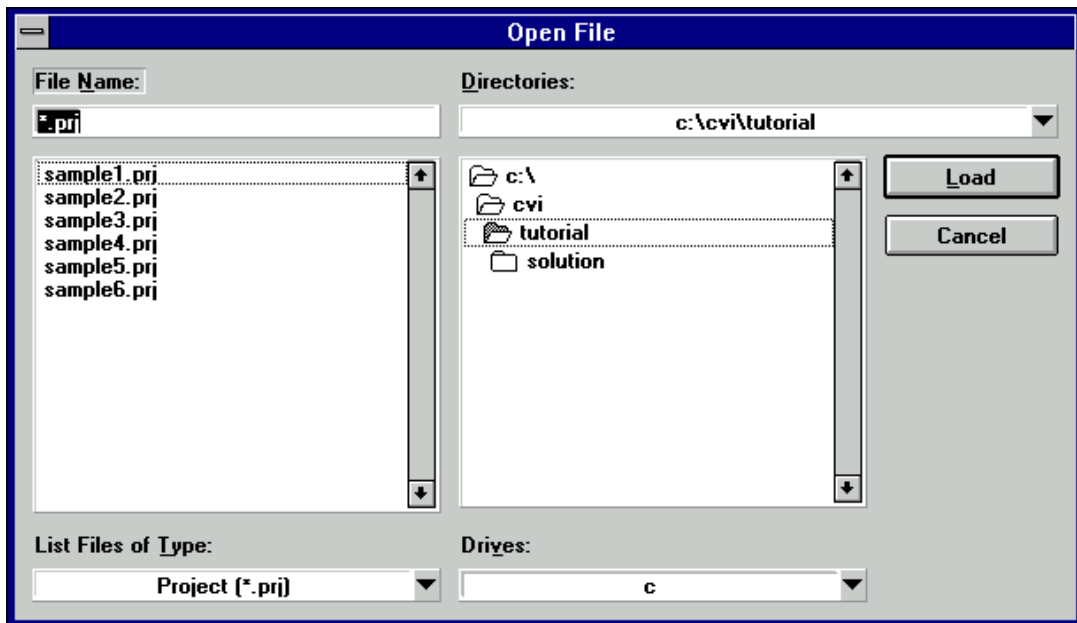 Open File
File Name:
*.prj
sample1.prj
sample2.prj
sample3.prj
sample4.prj
sample5.prj
sample6.prj
List Files of Type:
Project (*.prj)
Directories:
c:\cvi\tutorial
c:\
cvi
tutorial
solution
Drives:
c
Load
Cancel